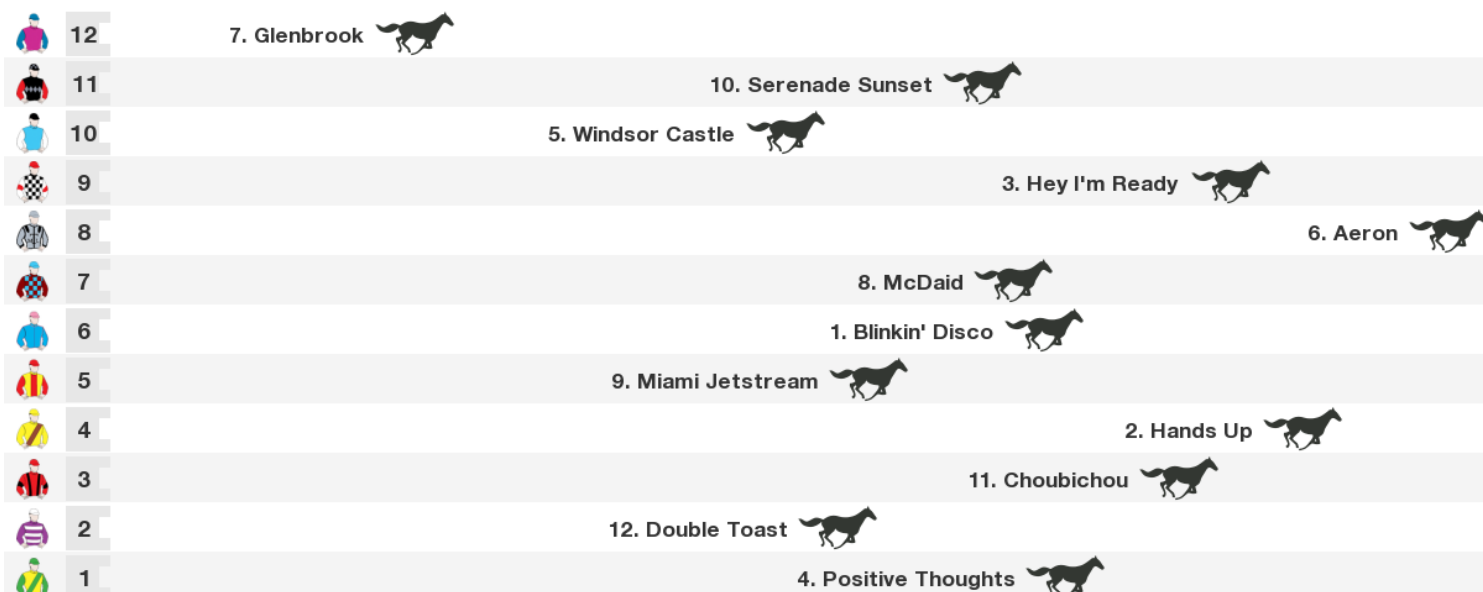 12 7. Glenbrook
11 10. Serenade Sunset
10 5. Windsor Castle
9 3. Hey I'm Ready
8 6. Aeron
7 8. McDaid
6 1. Blinkin' Disco
5 9. Miami Jetstream
4 2. Hands Up
3 11. Choubichou
2 12. Double Toast
1 4. Positive Thoughts